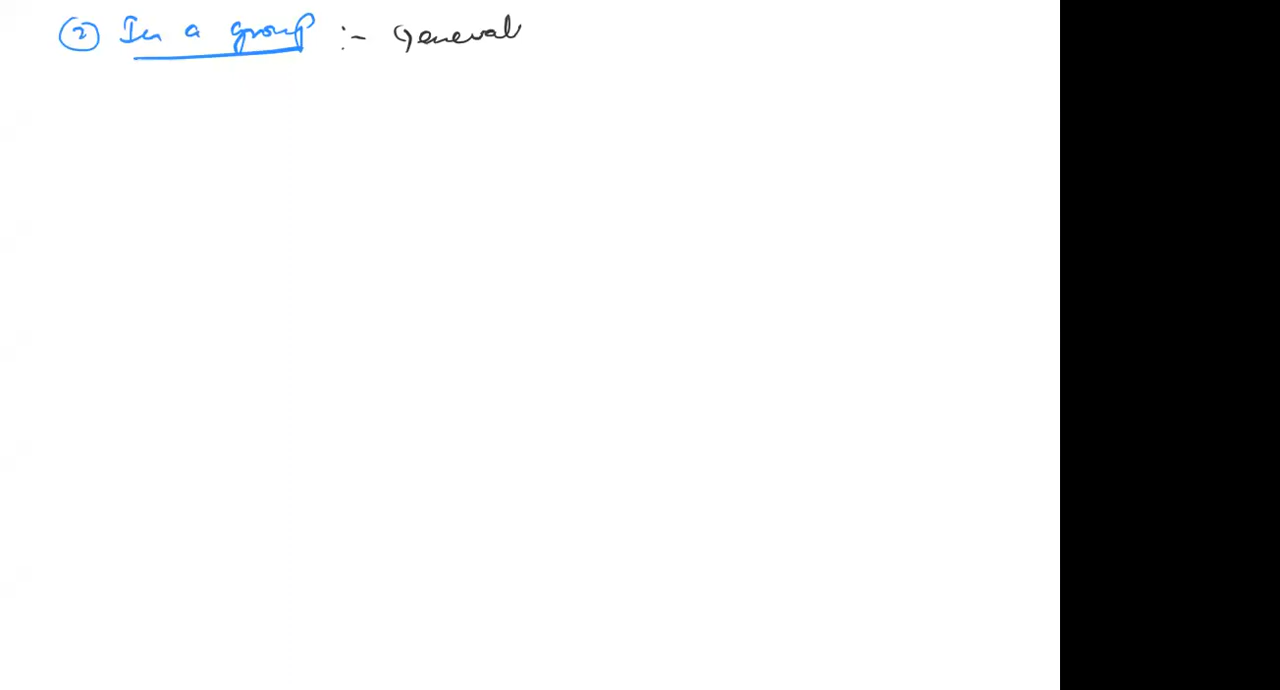 ② In a group :- General